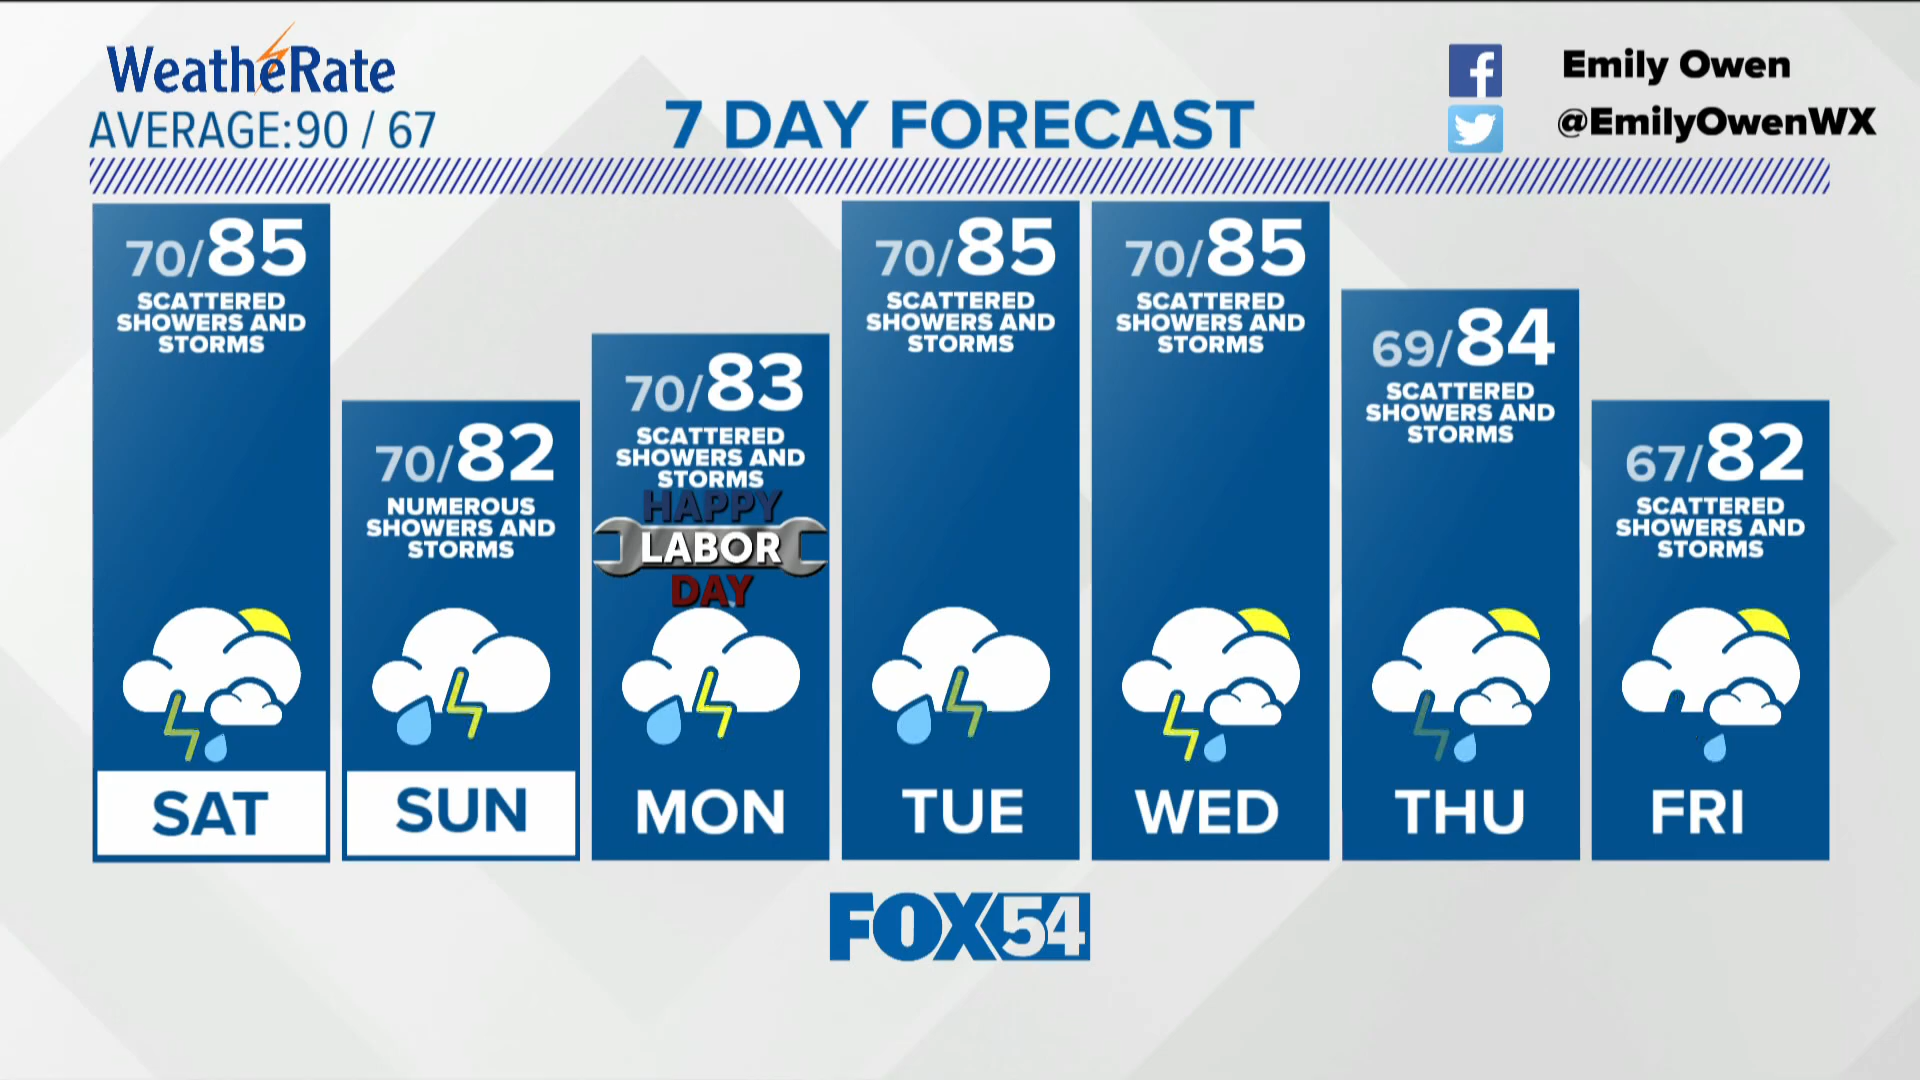 WeatheRate
AVERAGE:90 / 67
7 DAY FORECAST
f
Emily Owen
@EmilyOwenWX
70/85
SCATTERED
SHOWERS AND
STORMS
SAT
70/82
NUMEROUS
SHOWERS AND
STORMS
SUN
70/83
SCATTERED
SHOWERS AND
STORMS
HAPPY
LABOR
DAY
MON
70/85
SCATTERED
SHOWERS AND
STORMS
TUE
70/85
SCATTERED
SHOWERS AND
STORMS
WED
69/84
SCATTERED
SHOWERS AND
STORMS
THU
67/82
SCATTERED
SHOWERS AND
STORMS
FRI
FOX54